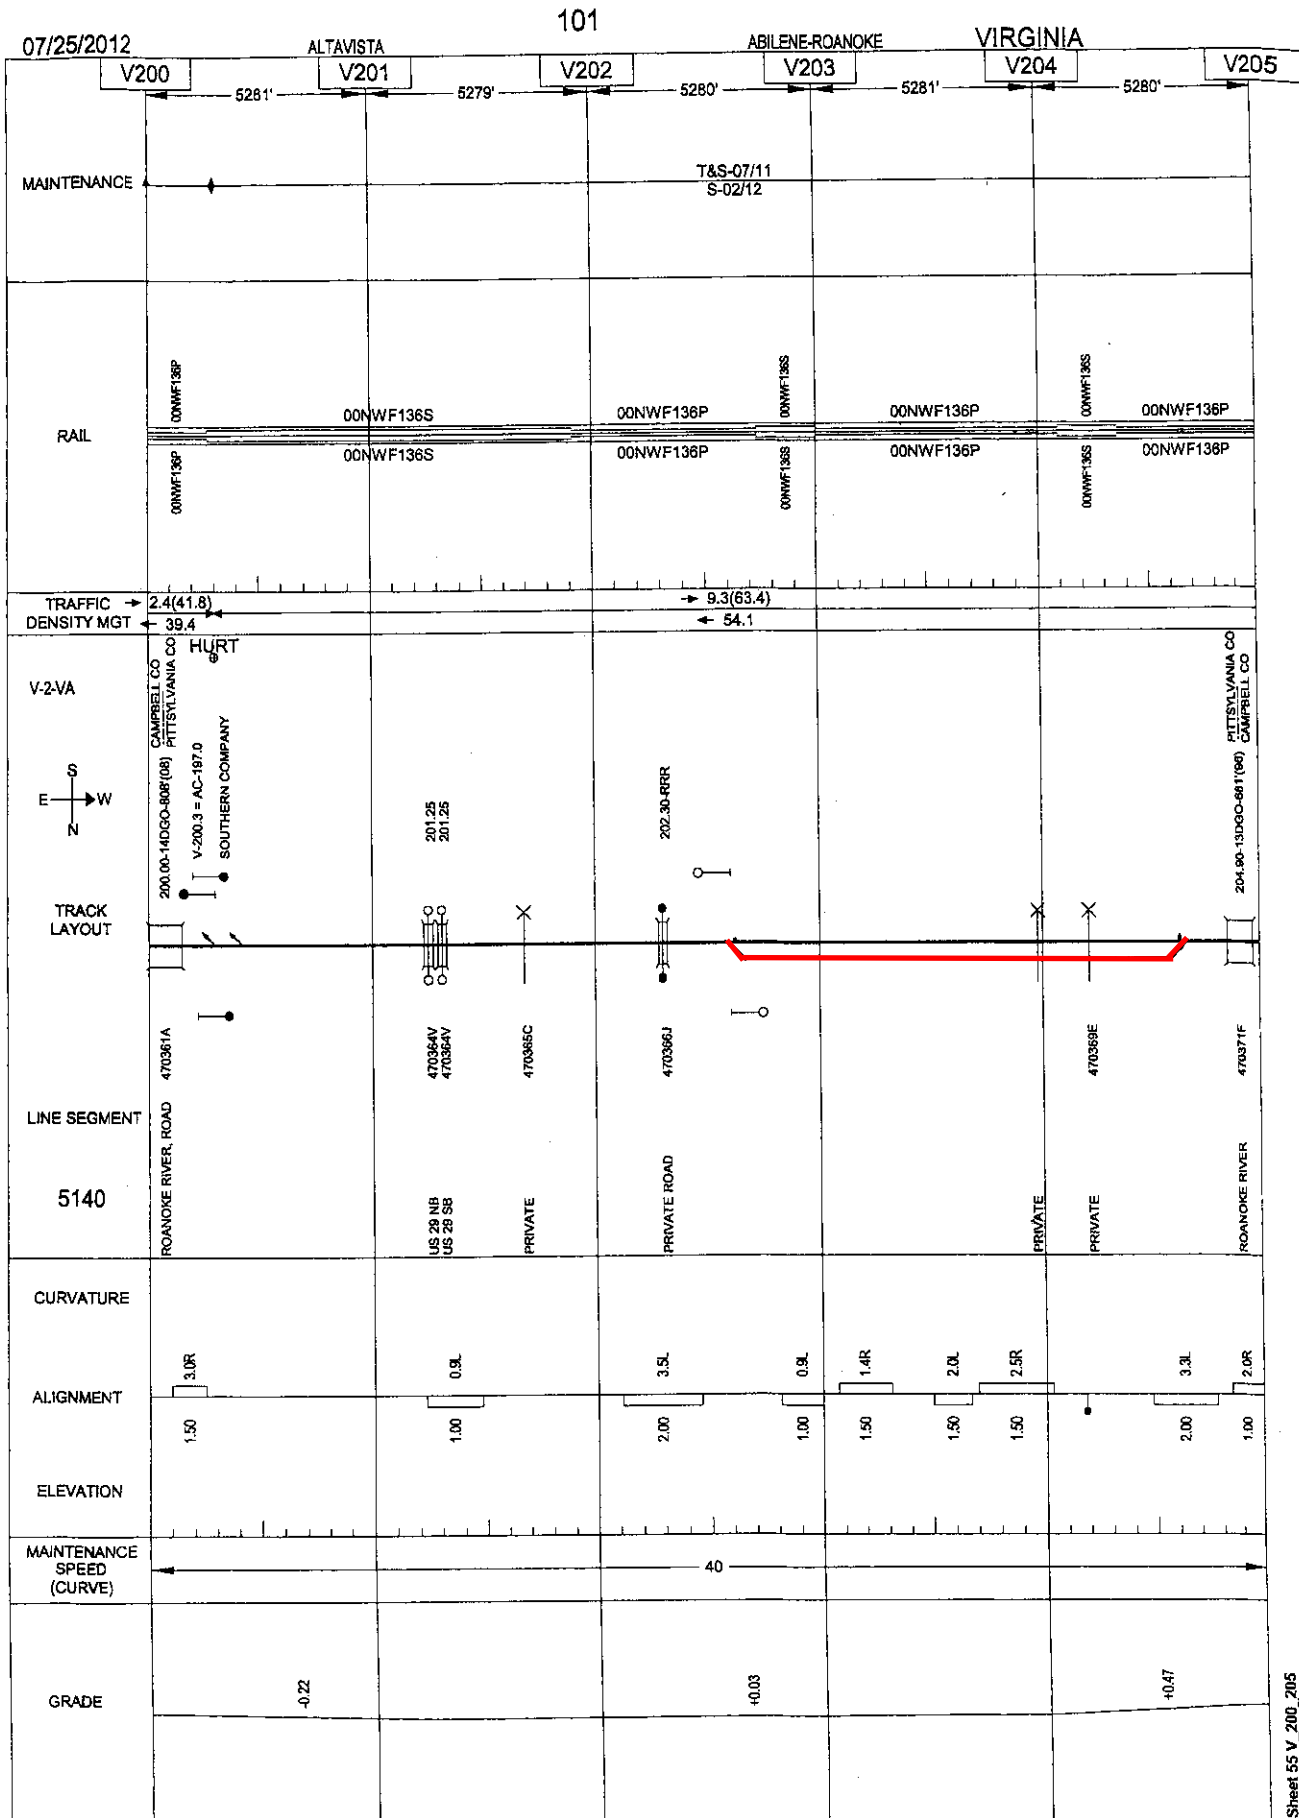 101
07/25/2012
ALTAVISTA
ABILENE-ROANOKE
VIRGINIA
V200
V201
V202
V203
V204
V205
5281'
5279'
5280'
5281'
5280'
MAINTENANCE
T&S-07/11
S-02/12
RAIL
00NWF136P
00NWF136S
00NWF136P
00NWF136S
00NWF136P
00NWF136S
00NWF136P
00NWF136P
00NWF136S
00NWF136P
00NWF136S
00NWF136P
00NWF136S
00NWF136P
TRAFFIC
DENSITY MGT
2.4(41.8)
39.4
9.3(63.4)
54.1
HURT
V-2-VA
S
E W
N
CAMPBELL CO
PITTSYLVANIA CO
200.00-14DGO-808'(08)
V-200.3 = AC-197.0
SOUTHERN COMPANY
201.25
201.25
202.30-RRR
PITTSYLVANIA CO
CAMPBELL CO
204.90-13DGO-681'(96)
TRACK
LAYOUT
470361A
470364V
470364V
470365C
470366J
470369E
470371F
LINE SEGMENT
5140
ROANOKE RIVER, ROAD
US 29 NB
US 29 SB
PRIVATE
PRIVATE ROAD
PRIVATE
PRIVATE
ROANOKE RIVER
CURVATURE
3.0R
0.9L
3.5L
0.9L
1.4R
2.0L
2.5R
3.3L
2.0R
ALIGNMENT
1.50
1.00
2.00
1.00
1.50
1.50
1.50
2.00
1.00
ELEVATION
MAINTENANCE
SPEED
(CURVE)
40
GRADE
-0.22
+0.03
+0.47
Sheet 55 V_200_205